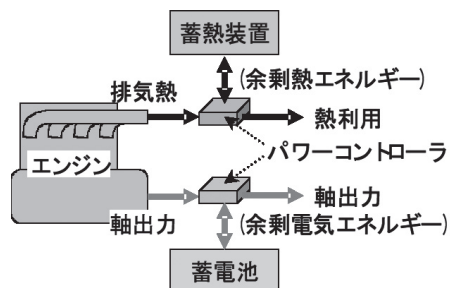 蓄熱装置
(余剰熱エネルギー)
排気熱
熱利用
エンジン
パワーコントローラ
軸出力
軸出力
(余剰電気エネルギー)
蓄電池